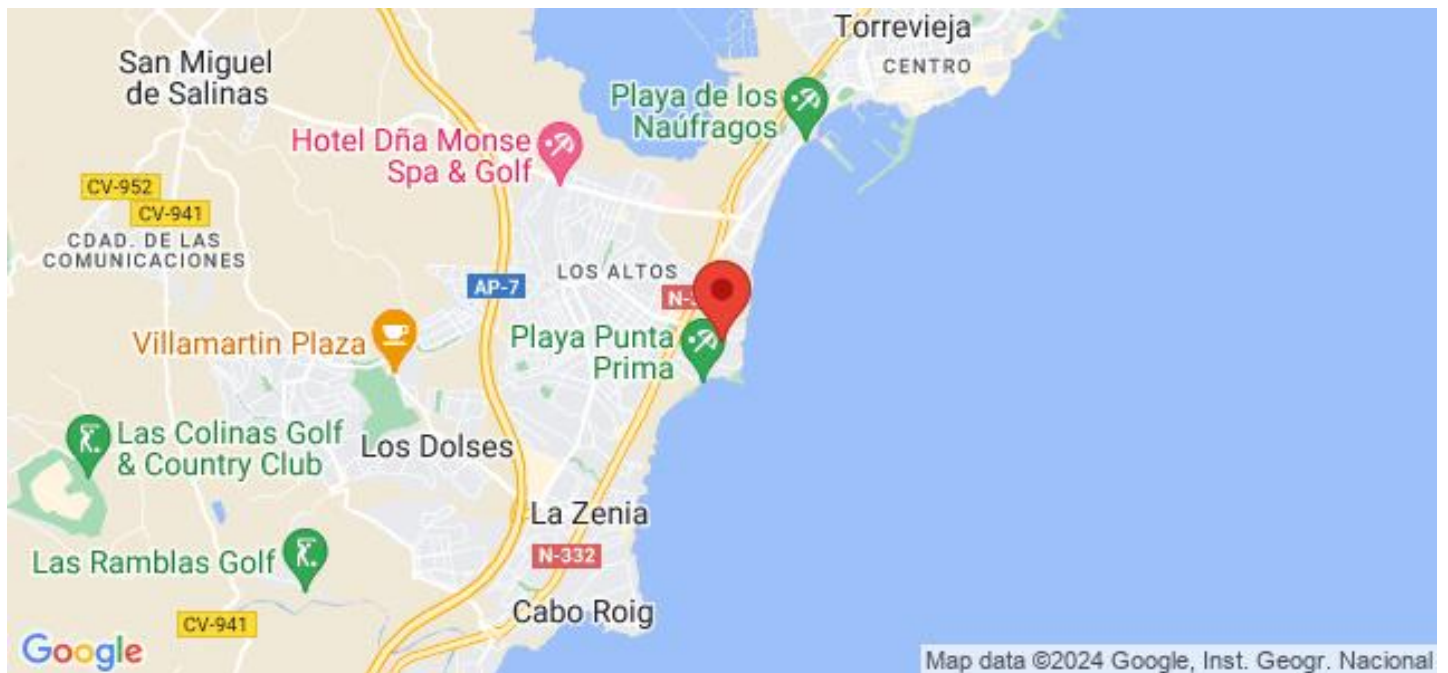 Torrevieja
CENTRO
San Miguel
de Salinas
Playa de los
Naúfragos
Hotel Dña Monse
Spa & Golf
CV-952
CV-941
CDAD. DE LAS
COMUNICACIONES
LOS ALTOS
AP-7
Villamartin Plaza
Playa Punta
Prima
Las Colinas Golf
& Country Club
Los Dolses
La Zenia
Las Ramblas Golf
N-332
Cabo Roig
CV-941
Google
Map data ©2024 Google, Inst. Geogr. Nacional